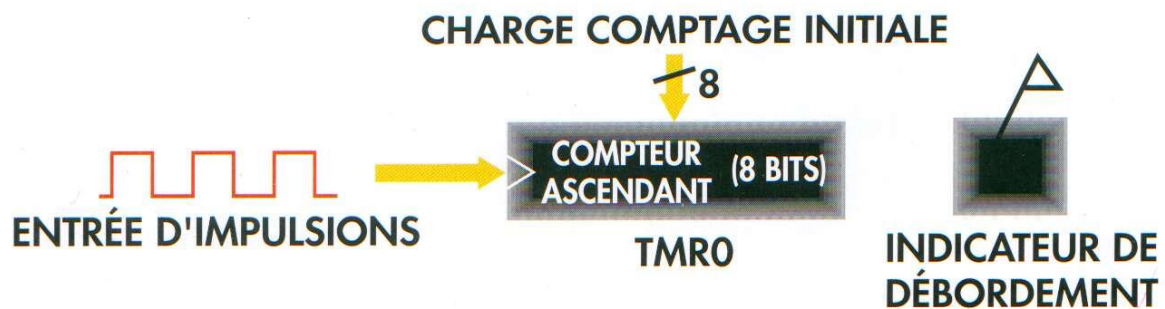 CHARGE COMPTAGE INITIALE
8
COMPTEUR
ASCENDANT
(8 BITS)
ENTRÉE D'IMPULSIONS
TMR0
INDICATEUR DE
DÉBORDEMENT